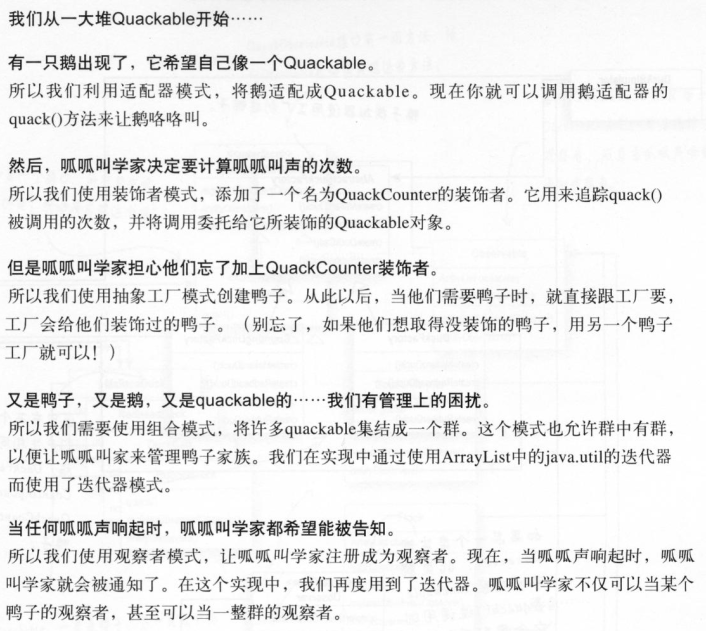 我们从一大堆Quackable开始……
有一只鹅出现了，它希望自己像一个Quackable。
所以我们利用适配器模式，将鹅适配成Quackable。现在你就可以调用鹅适配器的
quack()方法来让鹅咯咯叫。
然后，呱呱叫学家决定要计算呱呱叫声的次数。
所以我们使用装饰者模式，添加了一个名为QuackCounter的装饰者。它用来追踪quack()
被调用的次数，并将调用委托给它所装饰的Quackable对象。
但是呱呱叫学家担心他们忘了加上QuackCounter装饰者。
所以我们使用抽象工厂模式创建鸭子。从此以后，当他们需要鸭子时，就直接跟工厂要，
工厂会给他们装饰过的鸭子。（别忘了，如果他们想取得没装饰的鸭子，用另一个鸭子
工厂就可以！）
又是鸭子，又是鹅，又是quackable的……我们有管理上的困扰。
所以我们需要使用组合模式，将许多quackable集结成一个群。这个模式也允许群中有群，
以便让呱呱叫家来管理鸭子家族。我们在实现中通过使用ArrayList中的java.util的迭代器
而使用了迭代器模式。
当任何呱呱声响起时，呱呱叫学家都希望能被告知。
所以我们使用观察者模式，让呱呱叫学家注册成为观察者。现在，当呱呱声响起时，呱呱
叫学家就会被通知了。在这个实现中，我们再度用到了迭代器。呱呱叫学家不仅可以当某个
鸭子的观察者，甚至可以当一整群的观察者。